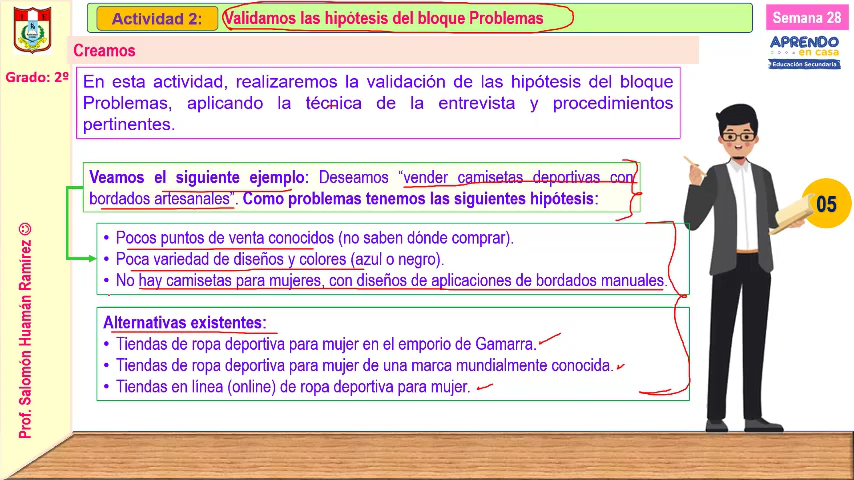 Actividad 2:
Validamos las hipótesis del bloque Problemas
Semana 28
Creamos
APRENDO
en casa
Educación Secundaria
Grado: 2º
En esta actividad, realizaremos la validación de las hipótesis del bloque
Problemas, aplicando la técnica de la entrevista y procedimientos
pertinentes.
Veamos el siguiente ejemplo: Deseamos “vender camisetas deportivas con
bordados artesanales”. Como problemas tenemos las siguientes hipótesis:
05
• Pocos puntos de venta conocidos (no saben dónde comprar).
• Poca variedad de diseños y colores (azul o negro).
• No hay camisetas para mujeres, con diseños de aplicaciones de bordados manuales.
Alternativas existentes:
• Tiendas de ropa deportiva para mujer en el emporio de Gamarra.
• Tiendas de ropa deportiva para mujer de una marca mundialmente conocida.
• Tiendas en línea (online) de ropa deportiva para mujer.
Prof. Salomón Huamán Ramírez ☺